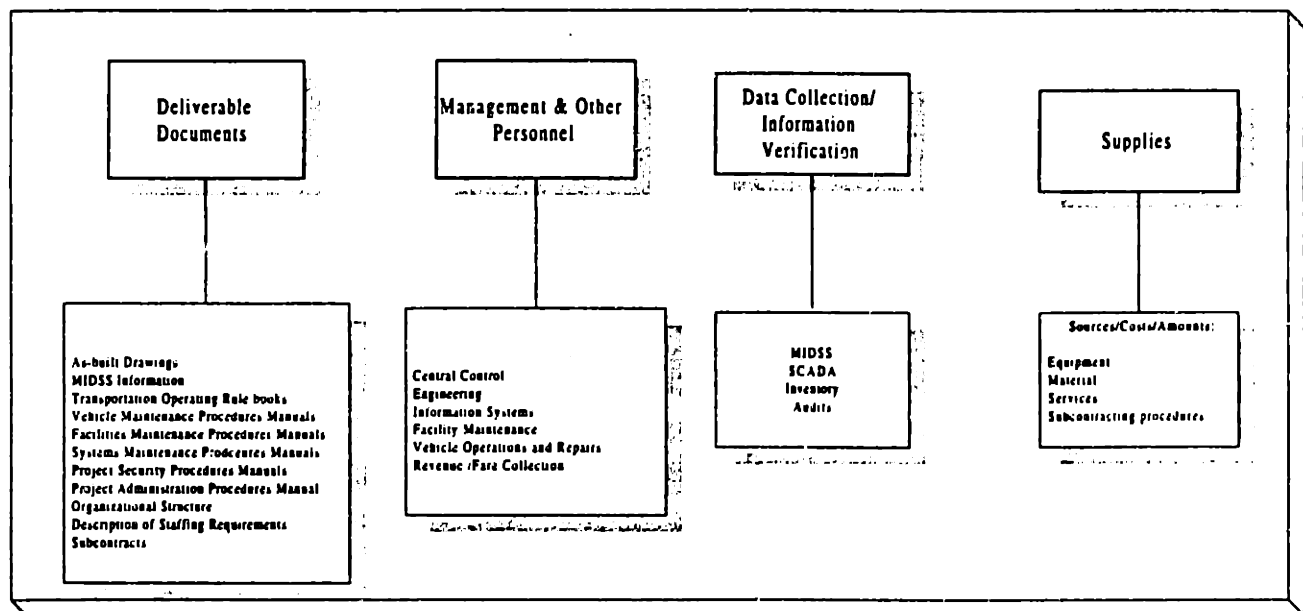 Deliverable
Documents
Management & Other
Personnel
Data Collection/
Information
Verification
Supplies
As-built Drawings
MIDSS Information
Transportation Operating Rule books
Vehicle Maintenance Procedures Manuals
Facilities Maintenance Procedures Manuals
Systems Maintenance Prodcentres Manuals
Project Security Procedures Manuals
Project Administration Procedures Manual
Organizational Structure
Description of Staffing Requirements
Subcontracts
Central Control
Engineering
Information Systems
Facility Maintenance
Vehicle Operations and Repairs
Revenue /Fare Collection
MIDSS
SCADA
Inventory
Audits
Sources/Costs/Amounts:
Equipment
Material
Services
Subcontracting procedures